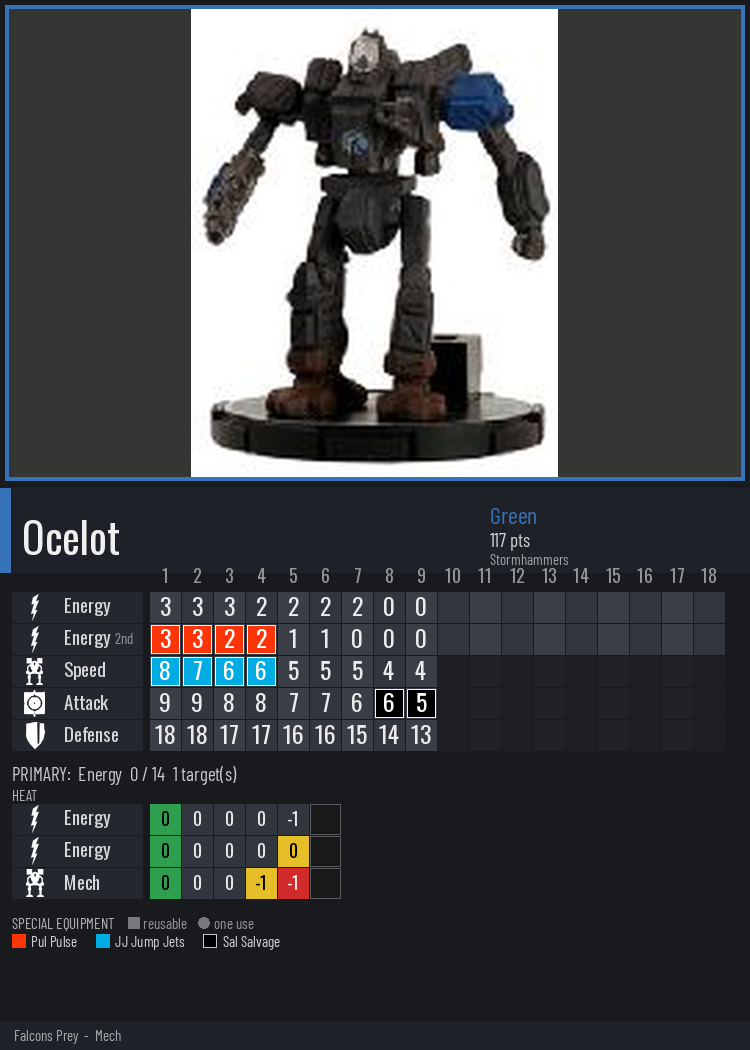 Ocelot
Green
117 pts
Stormhammers
1 2 3 4 5 6 7 8 9 10 11 12 13 14 15 16 17 18
Energy 3 3 3 2 2 2 2 0 0
Energy 2nd 3 3 2 2 1 1 0 0 0
Speed 8 7 6 6 5 5 5 4 4
Attack 9 9 8 8 7 7 6 6 5
Defense 18 18 17 17 16 16 15 14 13
PRIMARY: Energy 0 / 14 1 target(s)
HEAT
Energy 0 0 0 0 -1
Energy 0 0 0 0 0
Mech 0 0 0 -1 -1
SPECIAL EQUIPMENT reusable one use
Pul Pulse JJ Jump Jets Sal Salvage
Falcons Prey - Mech